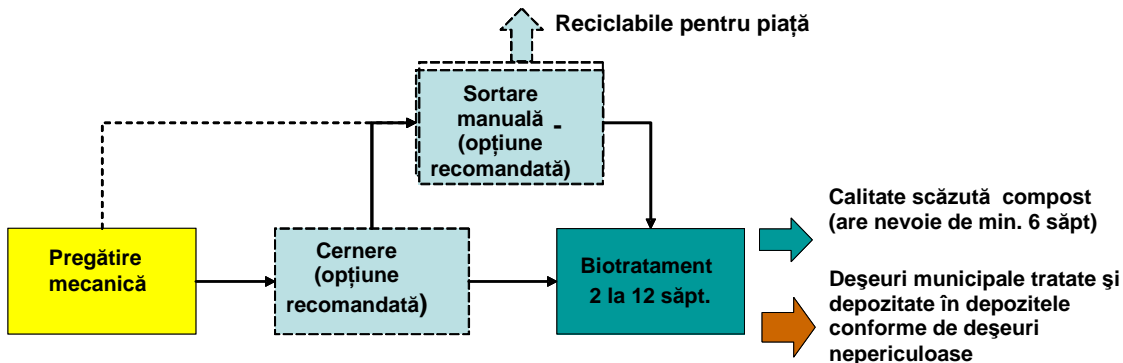 Reciclabile pentru piață
Sortare
manuală -
(opțiune
recomandată)
Pregătire
mecanică
Cernere
(opțiune
recomandată)
Biotratament
2 la 12 săpt.
Calitate scăzută compost
(are nevoie de min. 6 săpt)
Deşeuri municipale tratate şi
depozitate în depozitele
conforme de deşeuri
nepericuloase